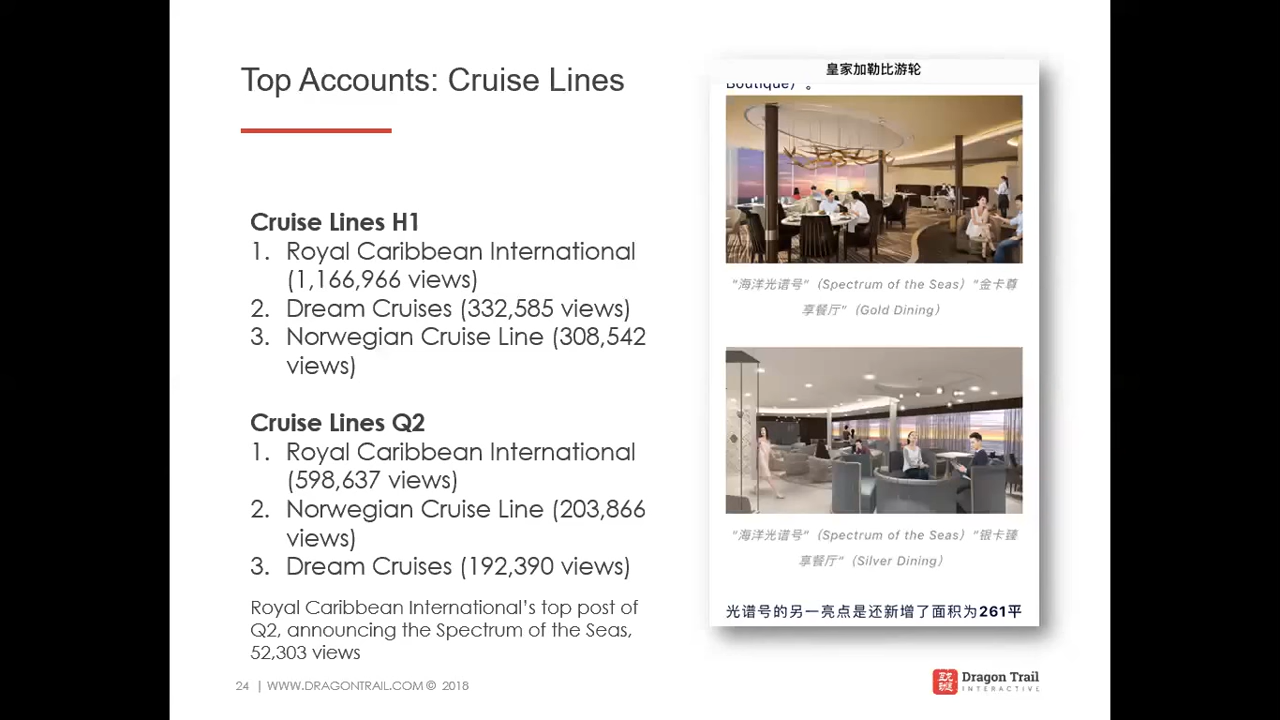 Top Accounts: Cruise Lines
Cruise Lines H1
1. Royal Caribbean International
(1,166,966 views)
2. Dream Cruises (332,585 views)
3. Norwegian Cruise Line (308,542
views)
Cruise Lines Q2
1. Royal Caribbean International
(598,637 views)
2. Norwegian Cruise Line (203,866
views)
3. Dream Cruises (192,390 views)
Royal Caribbean International's top post of
Q2, announcing the Spectrum of the Seas,
52,303 views
24 | WWW.DRAGONTRAIL.COM © 2018
皇家加勒比游轮
Boutique）。
“海洋光谱号”（Spectrum of the Seas）“金卡尊
享餐厅”（Gold Dining）
“海洋光谱号”（Spectrum of the Seas）“银卡臻
享餐厅”（Silver Dining）
光谱号的另一亮点是还新增了面积为261平
Dragon Trail
INTERACTIVE